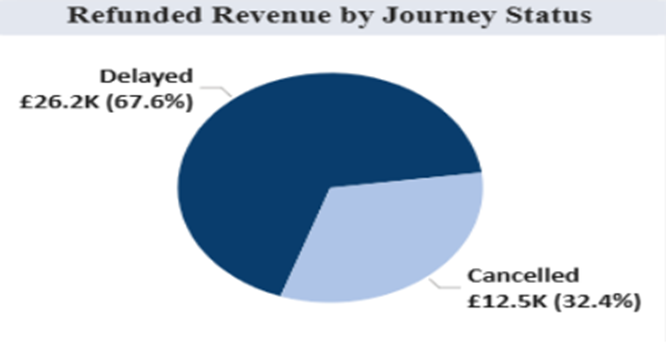 Refunded Revenue by Journey Status
Delayed
£26.2K (67.6%)
Cancelled
£12.5K (32.4%)